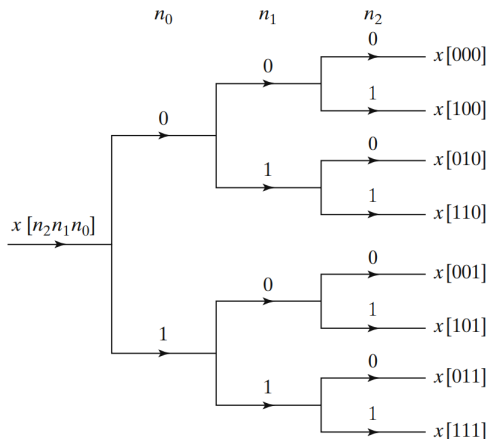 n₀ n₁ n₂
0
x[000]
0
1
x[100]
0
0
x[010]
1
1
x[110]
x [n₂n₁n₀]
0
x[001]
0
1
x[101]
1
0
x[011]
1
1
x[111]